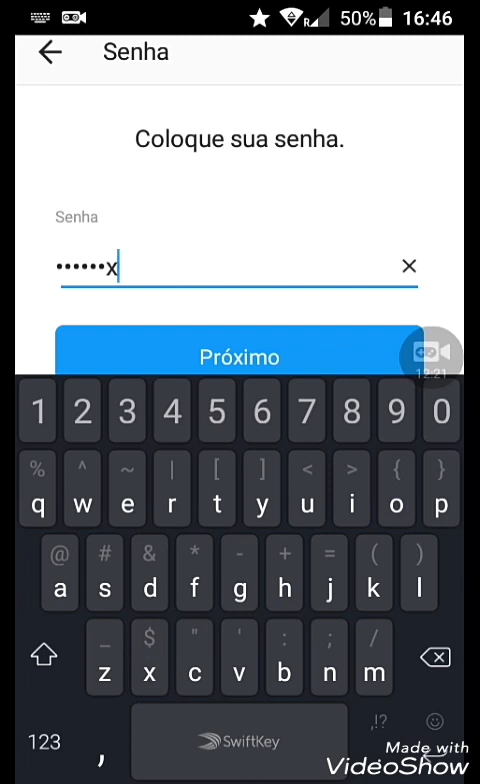 R 50% 16:46
Senha
Coloque sua senha.
Senha
••••••x
Próximo
12:21
1 2 3 4 5 6 7 8 9 0
% ^ ~ | [ ] < > { }
q w e r t y u i o p
@ # & * - + = ( )
a s d f g h j k l
_ $ " ' : ; /
z x c v b n m
,!?
123 , SwiftKey
Made with
VideoShow